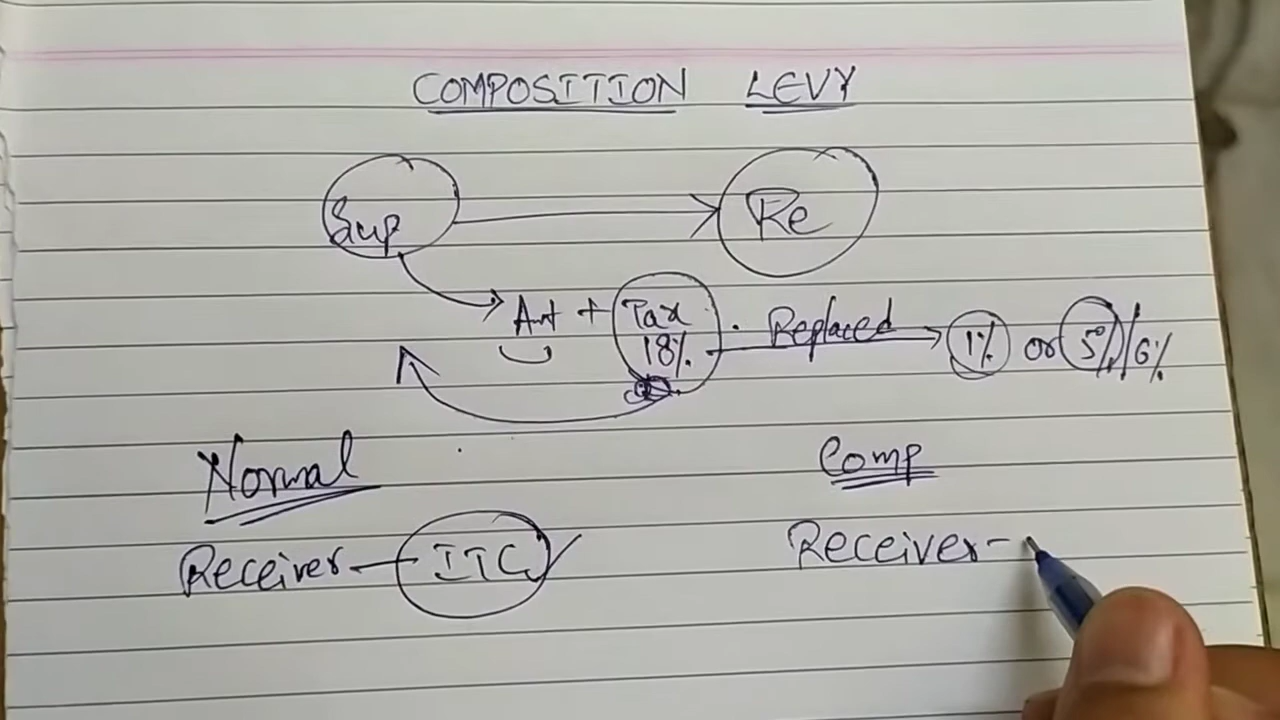 COMPOSITION LEVY
Sup Re
Amt + Tax 18% . Replaced 1% or 5%/6%
Normal Comp
Receiver - ITC Receiver -